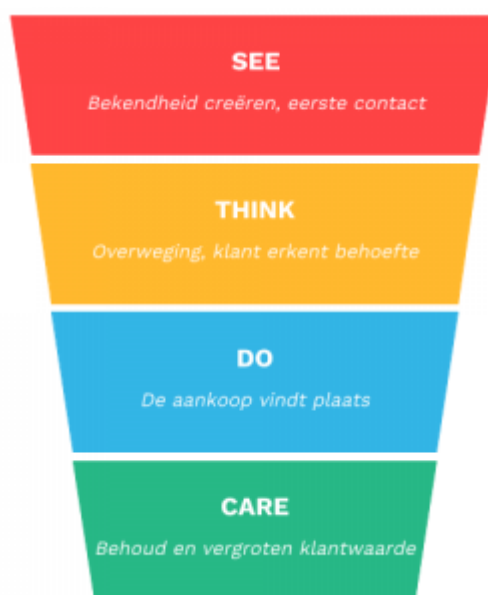 SEE
Bekendheid creëren, eerste contact
THINK
Overweging, klant erkent behoefte
DO
De aankoop vindt plaats
CARE
Behoud en vergroten klantwaarde